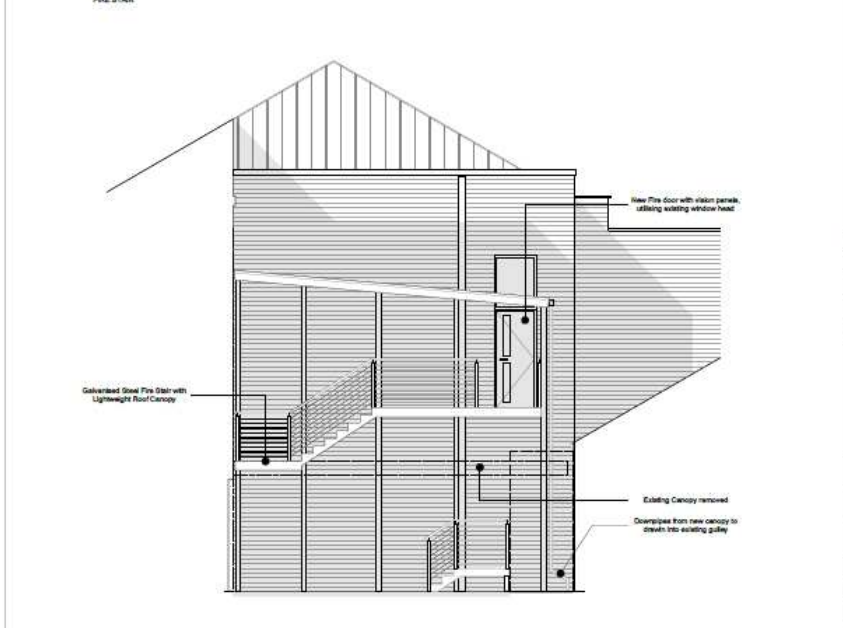 New Fire door with vision panels,
utilising existing window head
Galvanised Steel Fire Stair with
Lightweight Roof Canopy
Existing Canopy removed
Downpipes from new canopy to
drawin into existing gulley